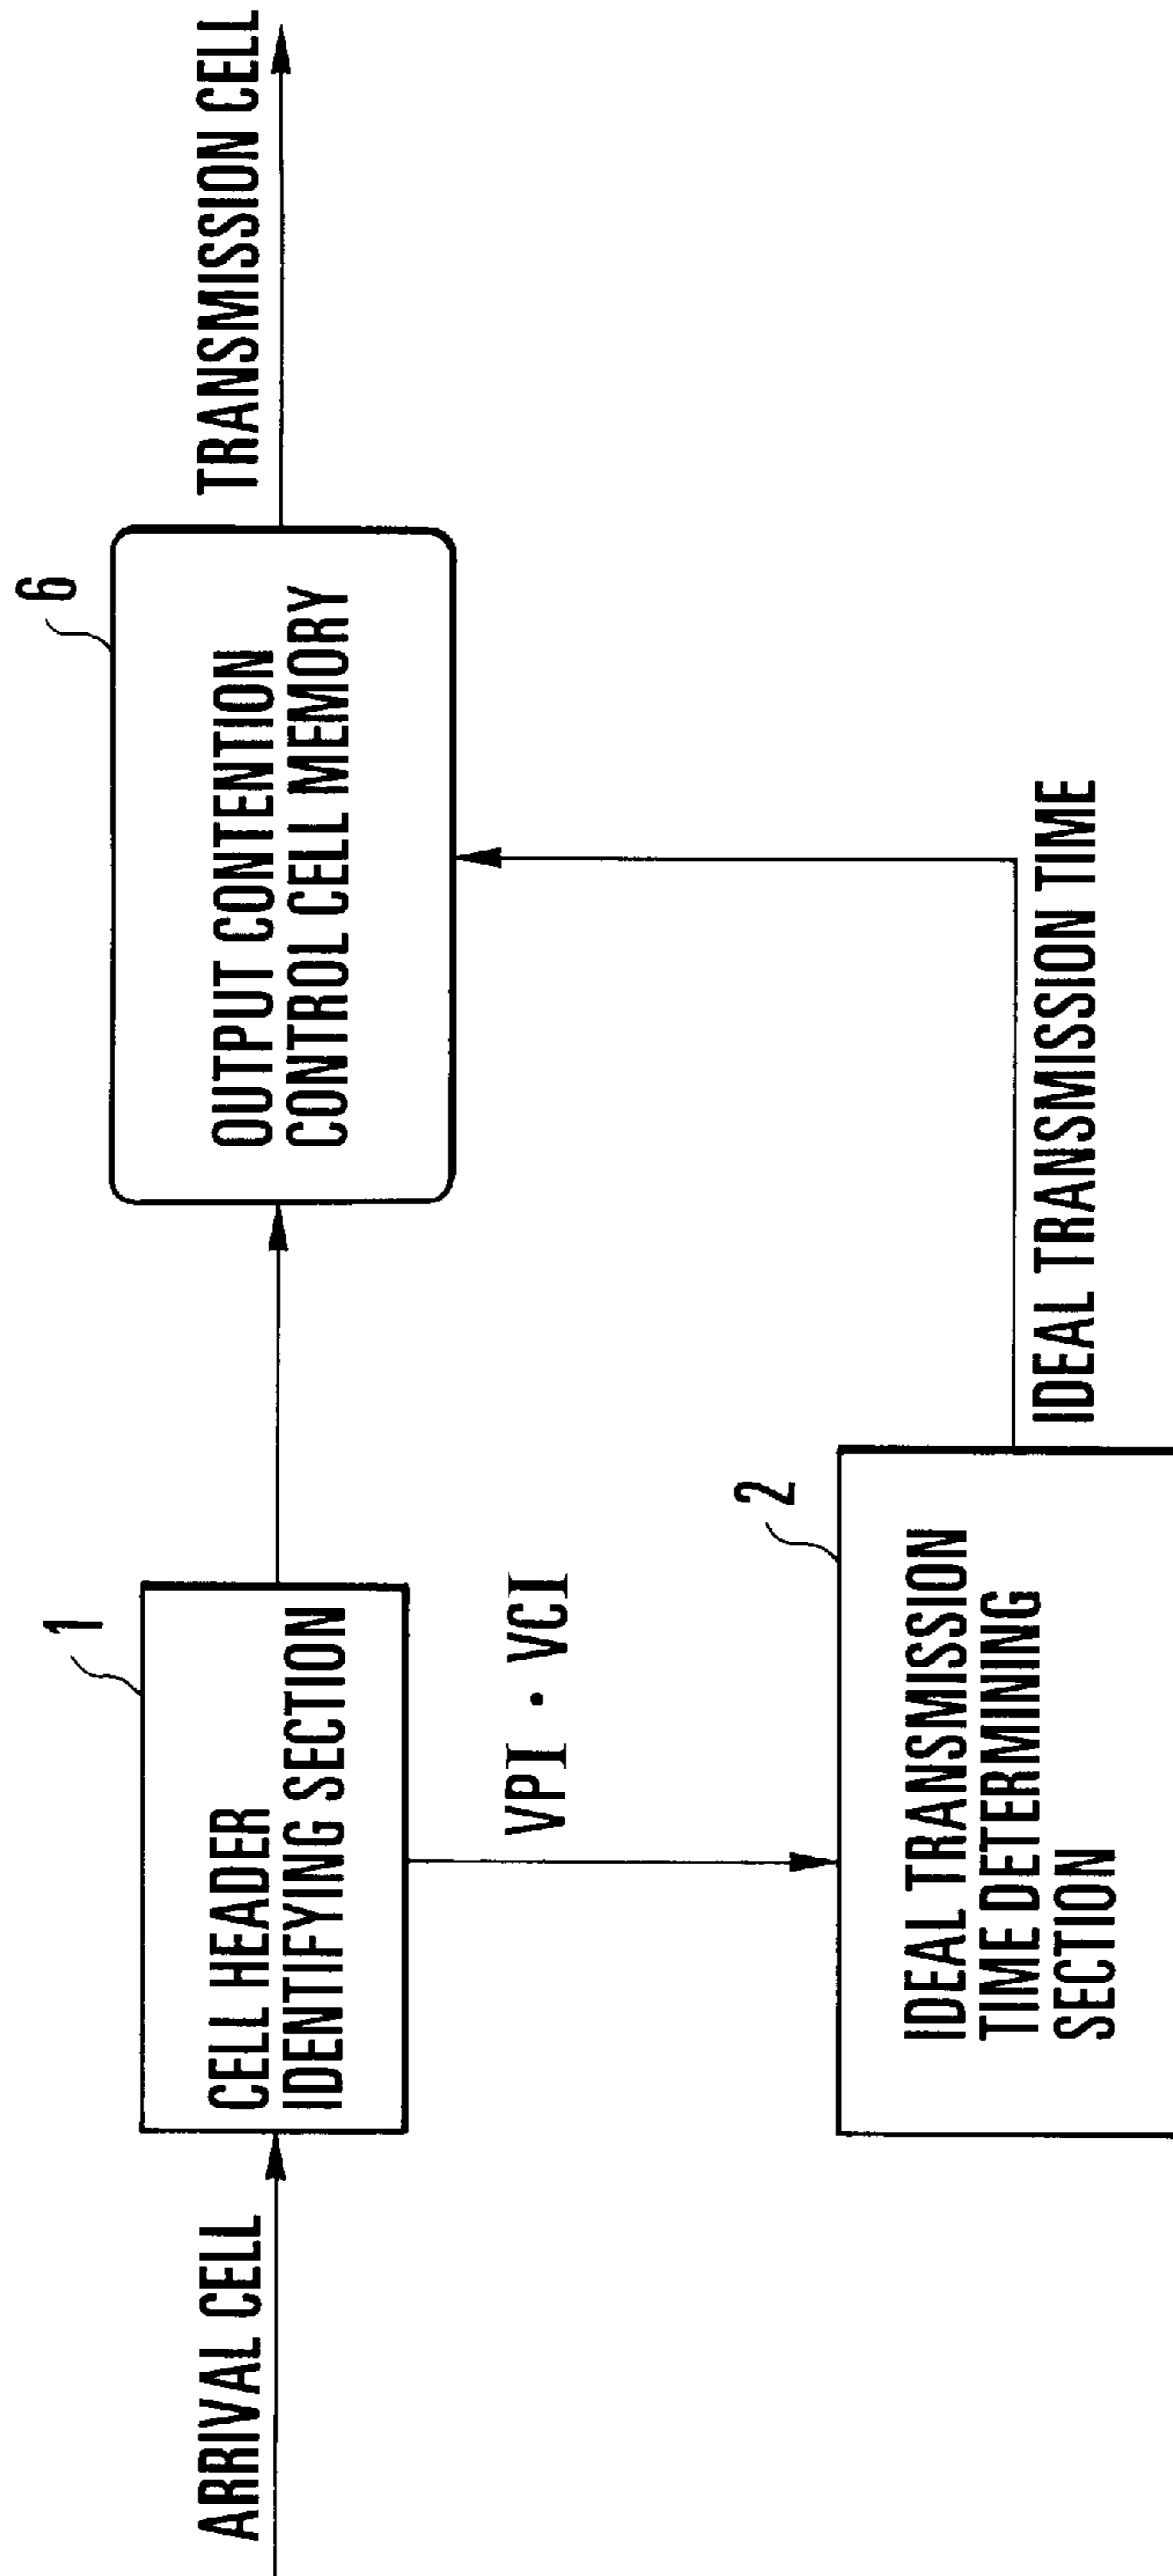 ARRIVAL CELL
1
CELL HEADER
IDENTIFYING SECTION
VPI · VCI
2
IDEAL TRANSMISSION
TIME DETERMINING
SECTION
IDEAL TRANSMISSION TIME
6
OUTPUT CONTENTION
CONTROL CELL MEMORY
TRANSMISSION CELL